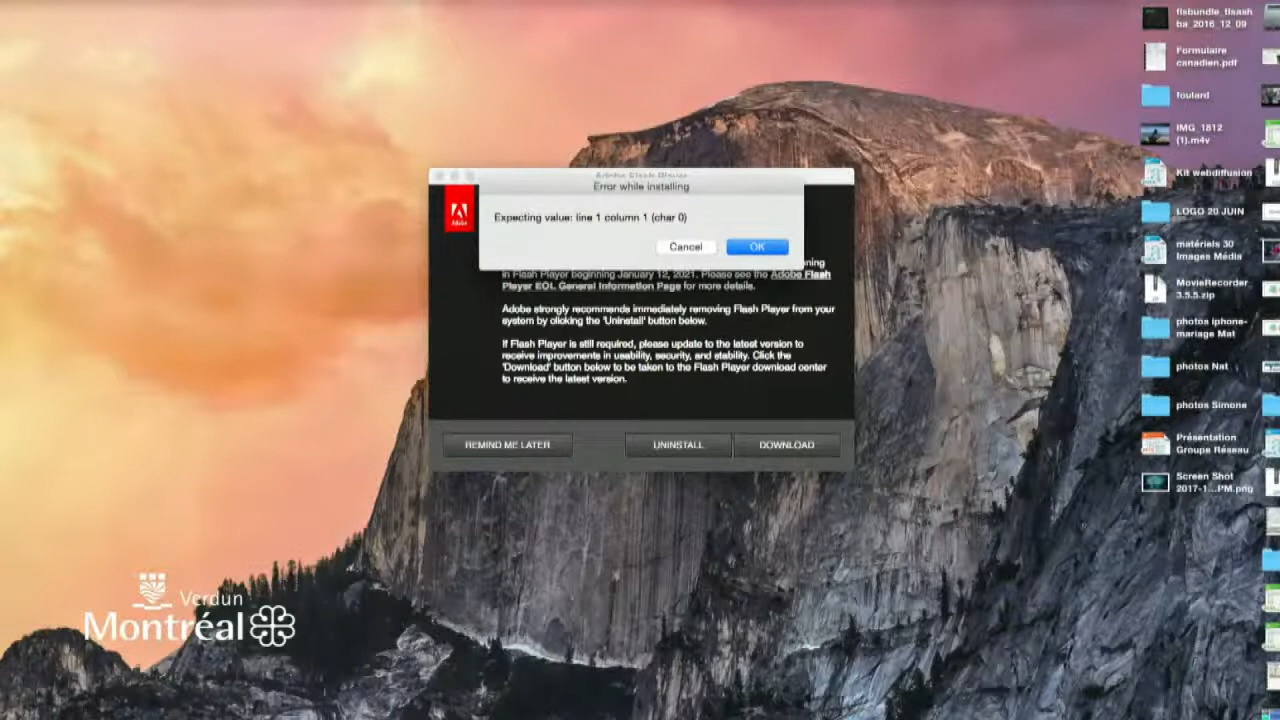 Adobe Flash Player
Error while installing
Expecting value: line 1 column 1 (char 0)
Cancel
OK
Adobe
in Flash Player beginning January 12, 2021. Please see the Adobe Flash
Player EOL General Information Page for more details.
Adobe strongly recommends immediately removing Flash Player from your
system by clicking the 'Uninstall' button below.
If Flash Player is still required, please update to the latest version to
receive improvements in usability, security, and stability. Click the
'Download' button below to be taken to the Flash Player download center
to receive the latest version.
REMIND ME LATER
UNINSTALL
DOWNLOAD
ba_2016_12_09
Formulaire
canadien.pdf
foulard
IMG_1812
(1).m4v
Kit webdiffusion
LOGO 20 JUIN
matériels 30
Images Média
MovieRecorder
3.5.5.zip
photos iphone-
mariage Mat
photos Nat
photos Simone
Présentation
Groupe Réseau
Screen Shot
2017-1...PM.png
Verdun
Montréal